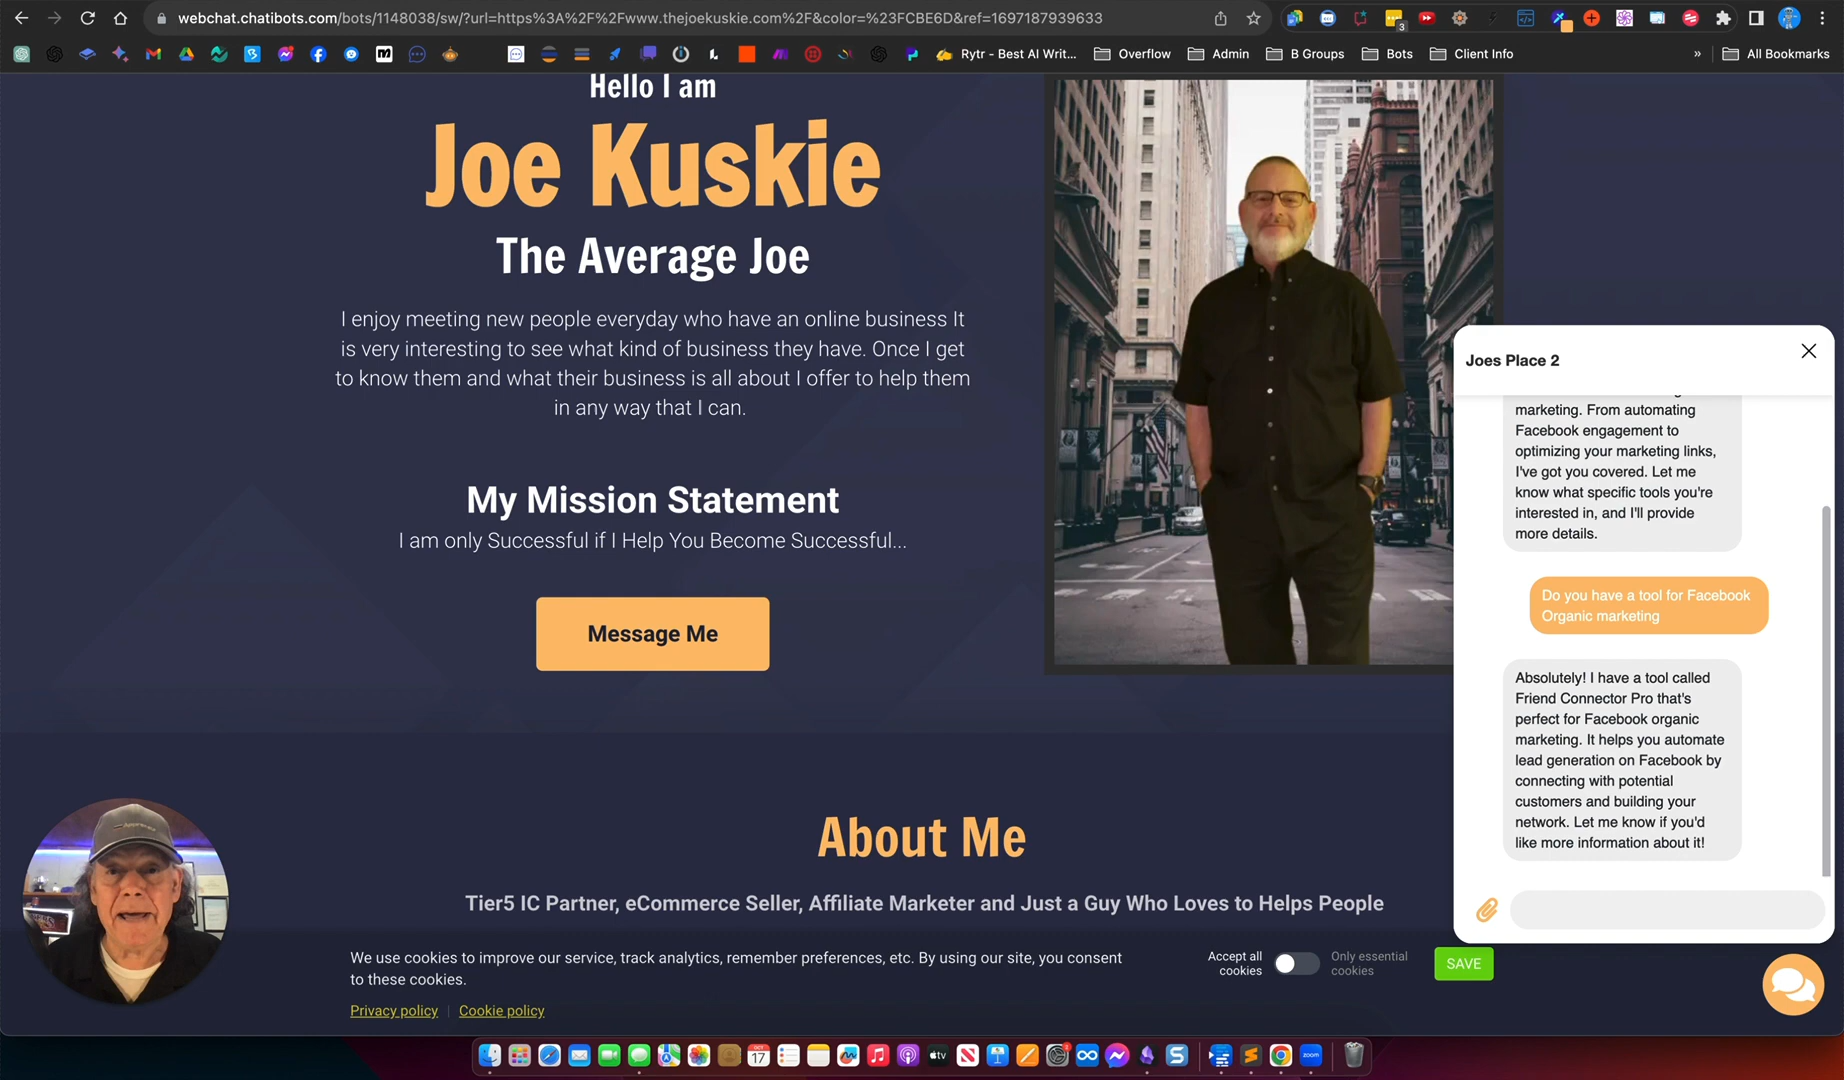 webchat.chatibots.com/bots/1148038/sw/?url=https%3A%2F%2Fwww.thejoekuskie.com%2F&color=%23FCBE6D&ref=1697187939633
3
Rytr - Best AI Writ...
Overflow
Admin
B Groups
Bots
Client Info
»
All Bookmarks
Hello I am
Joe Kuskie
The Average Joe
I enjoy meeting new people everyday who have an online business It
is very interesting to see what kind of business they have. Once I get
to know them and what their business is all about I offer to help them
in any way that I can.
My Mission Statement
I am only Successful if I Help You Become Successful...
Message Me
About Me
Tier5 IC Partner, eCommerce Seller, Affiliate Marketer and Just a Guy Who Loves to Helps People
Joes Place 2
marketing. From automating
Facebook engagement to
optimizing your marketing links,
I've got you covered. Let me
know what specific tools you're
interested in, and I'll provide
more details.
Do you have a tool for Facebook
Organic marketing
Absolutely! I have a tool called
Friend Connector Pro that's
perfect for Facebook organic
marketing. It helps you automate
lead generation on Facebook by
connecting with potential
customers and building your
network. Let me know if you'd
like more information about it!
We use cookies to improve our service, track analytics, remember preferences, etc. By using our site, you consent
to these cookies.
Privacy policy | Cookie policy
Accept all
cookies
Only essential
cookies
SAVE
OCT
17
tv
zoom